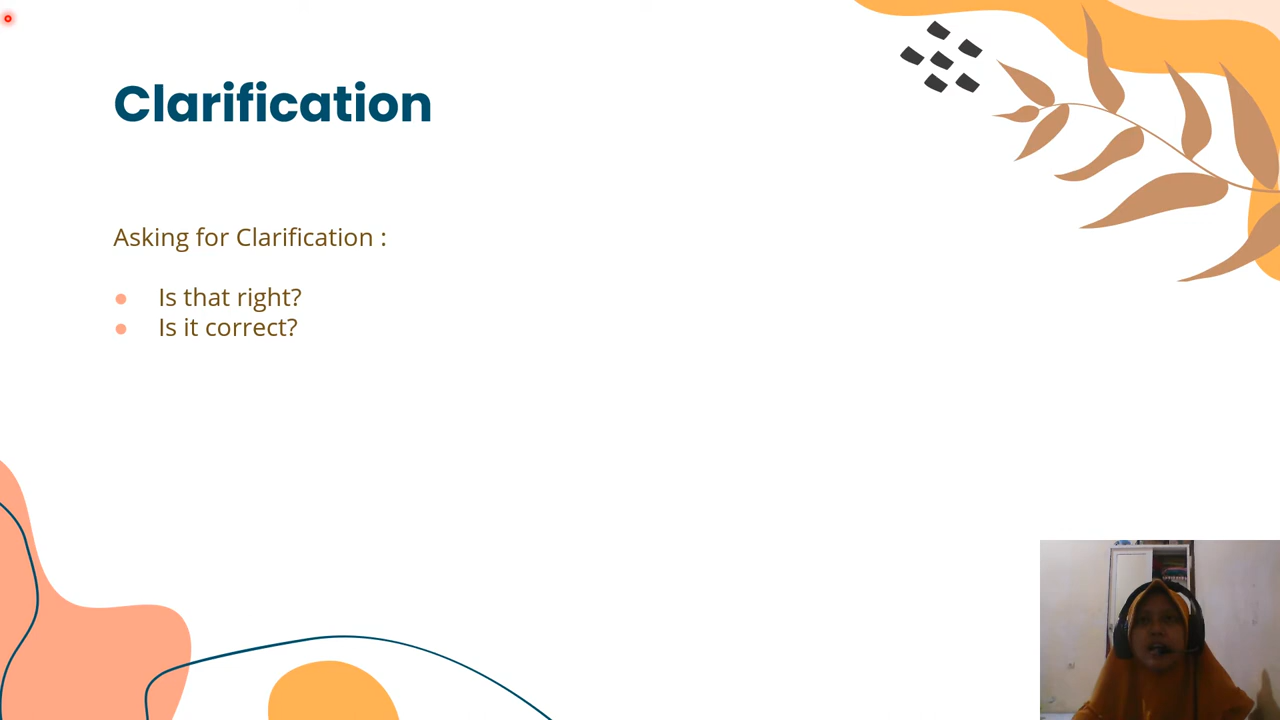 Clarification
Asking for Clarification :
Is that right?
Is it correct?